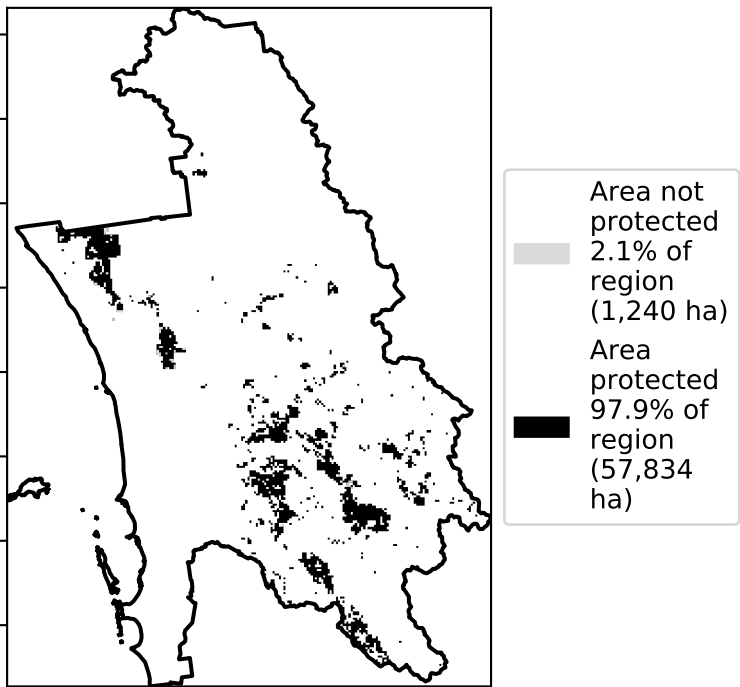 Area not
protected
2.1% of
region
(1,240 ha)
Area
protected
97.9% of
region
(57,834
ha)